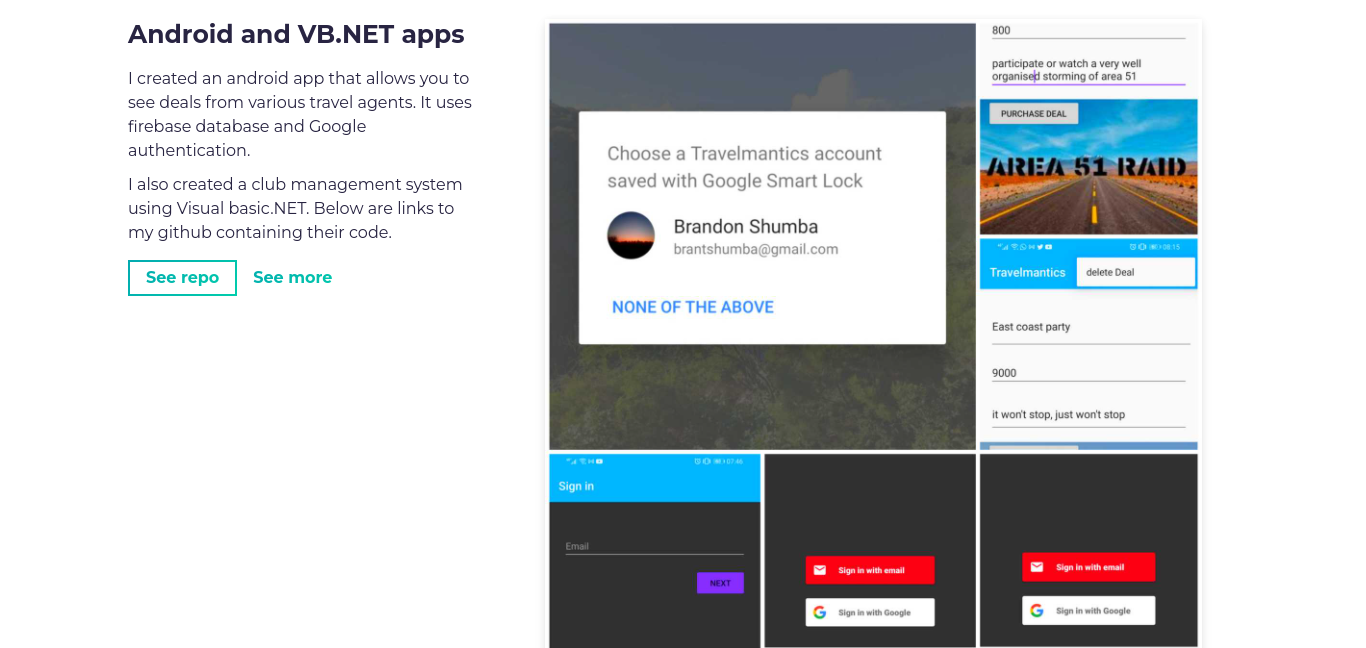 Android and VB.NET apps
I created an android app that allows you to
see deals from various travel agents. It uses
firebase database and Google
authentication.
I also created a club management system
using Visual basic.NET. Below are links to
my github containing their code.
See repo
See more
Choose a Travelmantics account
saved with Google Smart Lock
Brandon Shumba
brantshumba@gmail.com
NONE OF THE ABOVE
800
participate or watch a very well
organised storming of area 51
PURCHASE DEAL
AREA 51 RAID
08:15
Travelmantics
delete Deal
East coast party
9000
it won't stop, just won't stop
07:46
Sign in
Email
NEXT
Sign in with email
Sign in with Google
Sign in with email
Sign in with Google